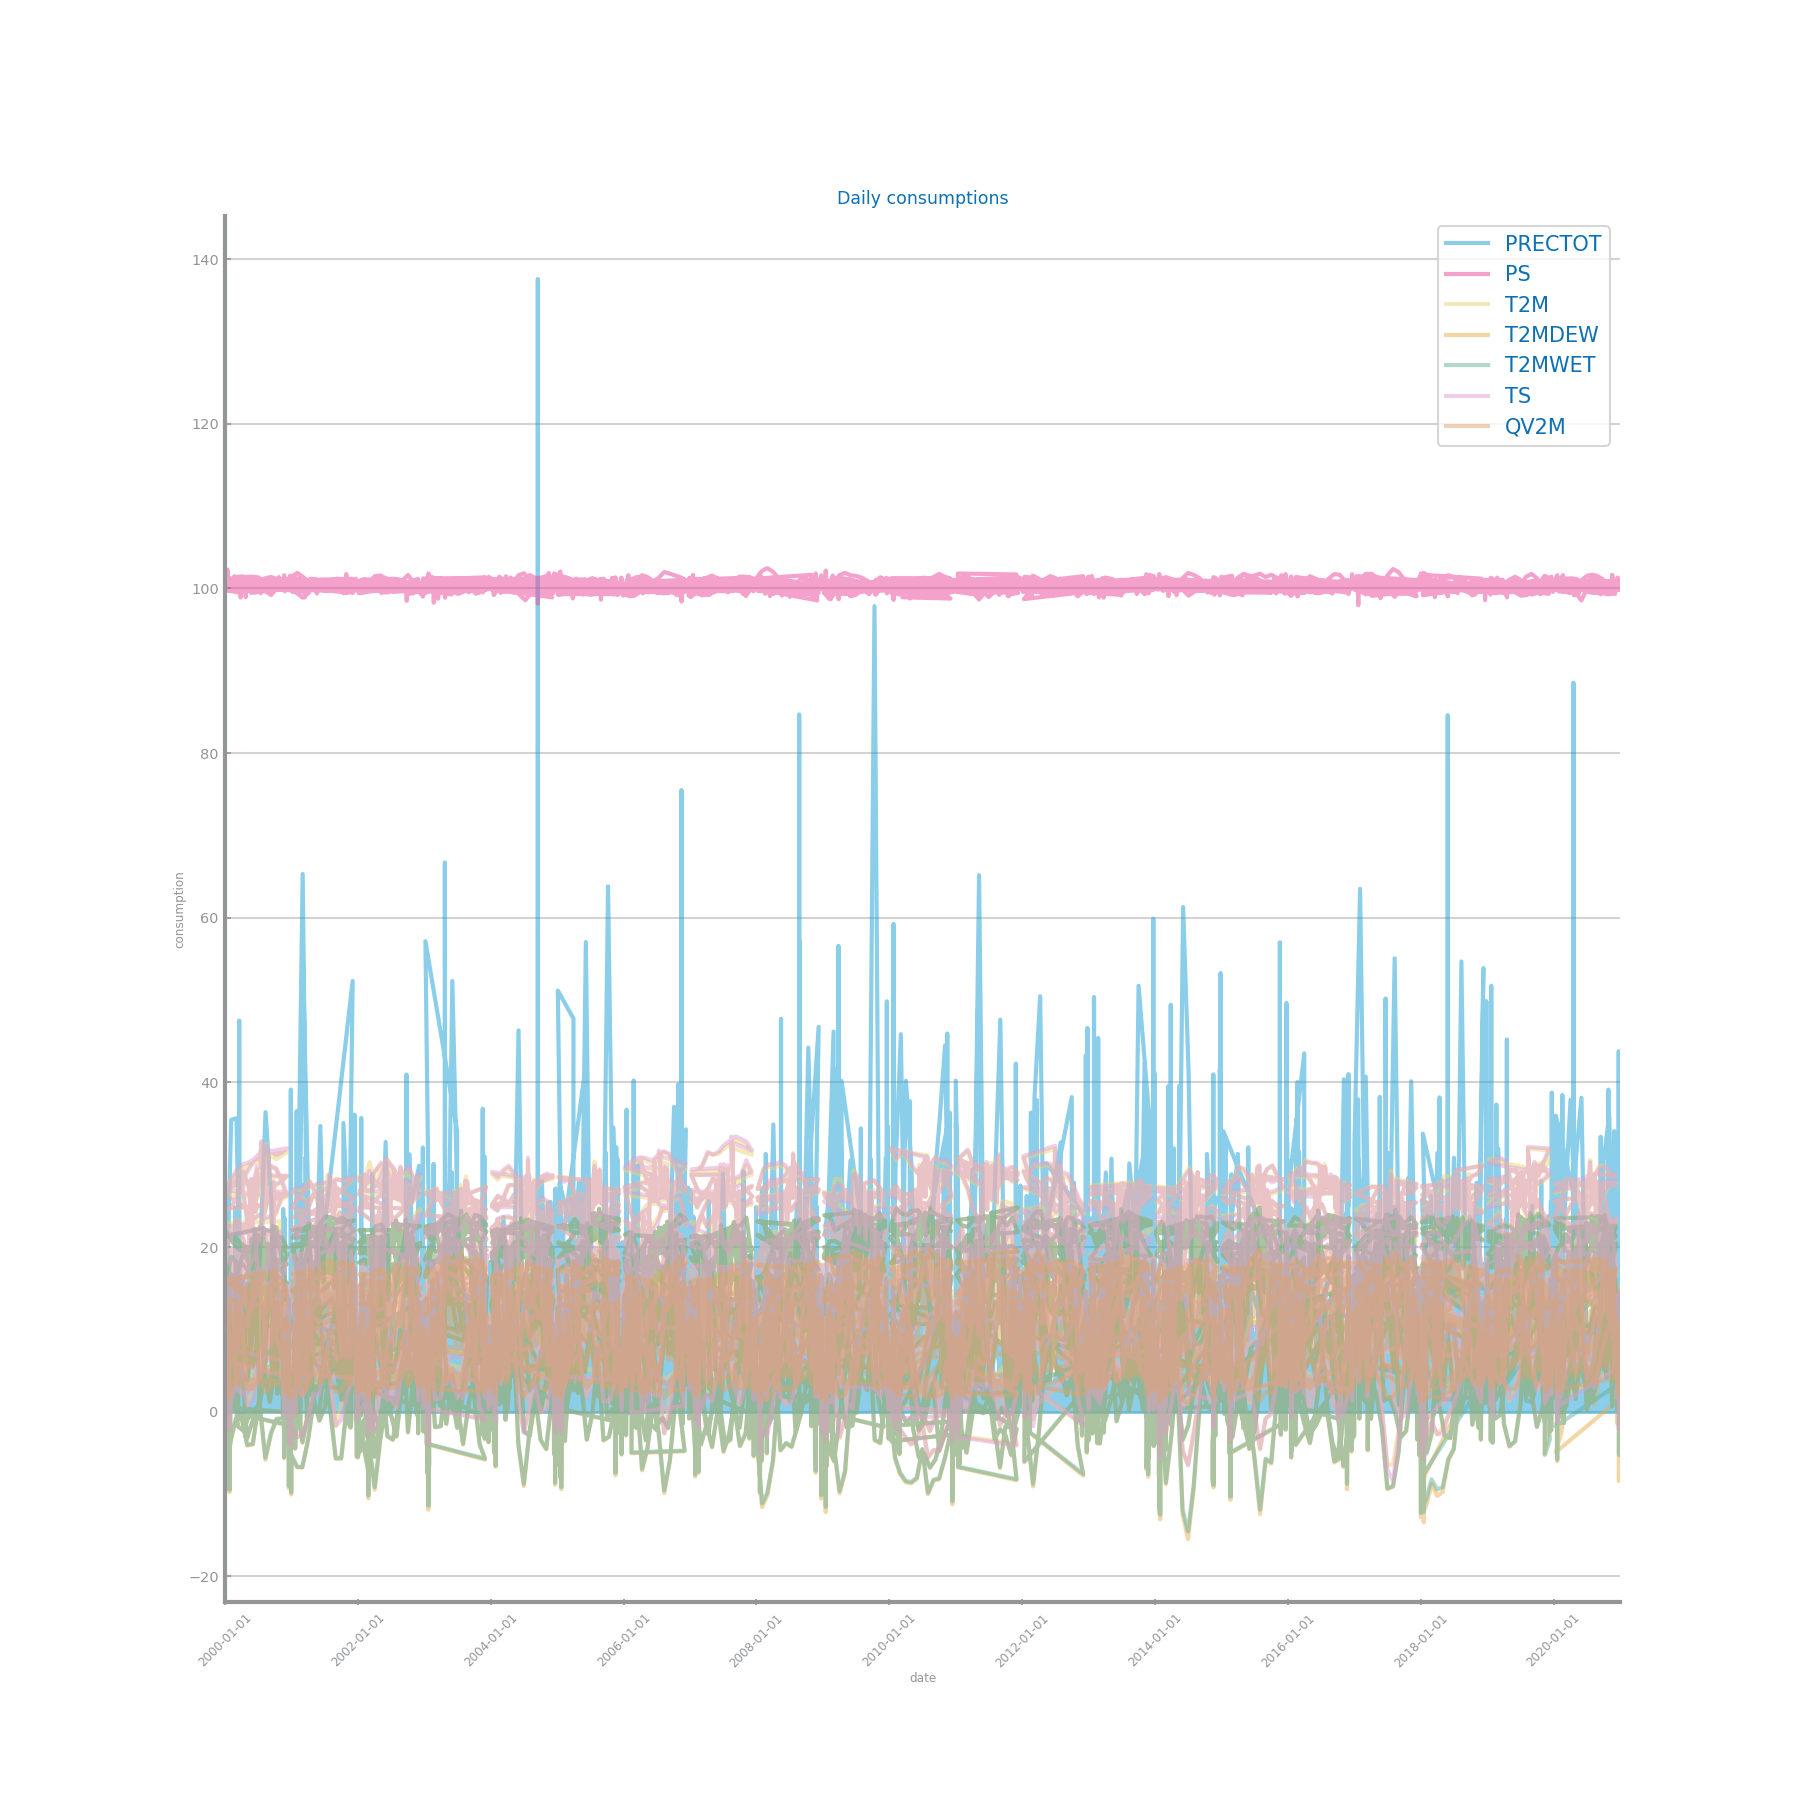 Daily consumptions
PRECTOT
PS
T2M
T2MDEW
T2MWET
TS
QV2M
140
120
100
80
60
40
20
0
−20
consumption
2000-01-01
2002-01-01
2004-01-01
2006-01-01
2008-01-01
2010-01-01
2012-01-01
2014-01-01
2016-01-01
2018-01-01
2020-01-01
date